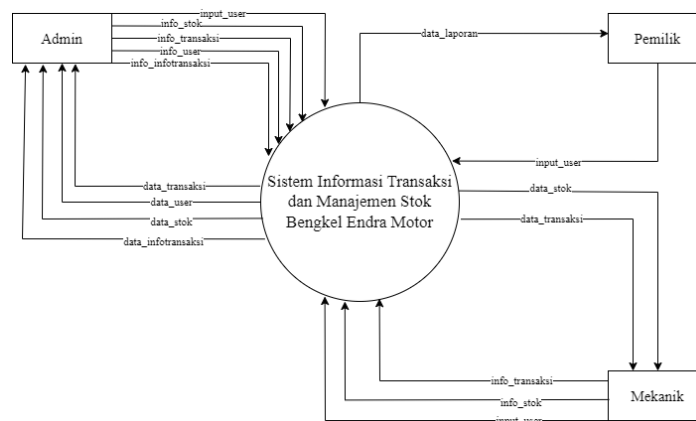 input_user
info_stok
Admin
info_transaksi
info_user
info_infotransaksi
data_laporan
Pemilik
input_user
Sistem Informasi Transaksi
dan Manajemen Stok
Bengkel Endra Motor
data_transaksi
data_user
data_stok
data_infotransaksi
data_stok
data_transaksi
info_transaksi
info_stok
input_user
Mekanik